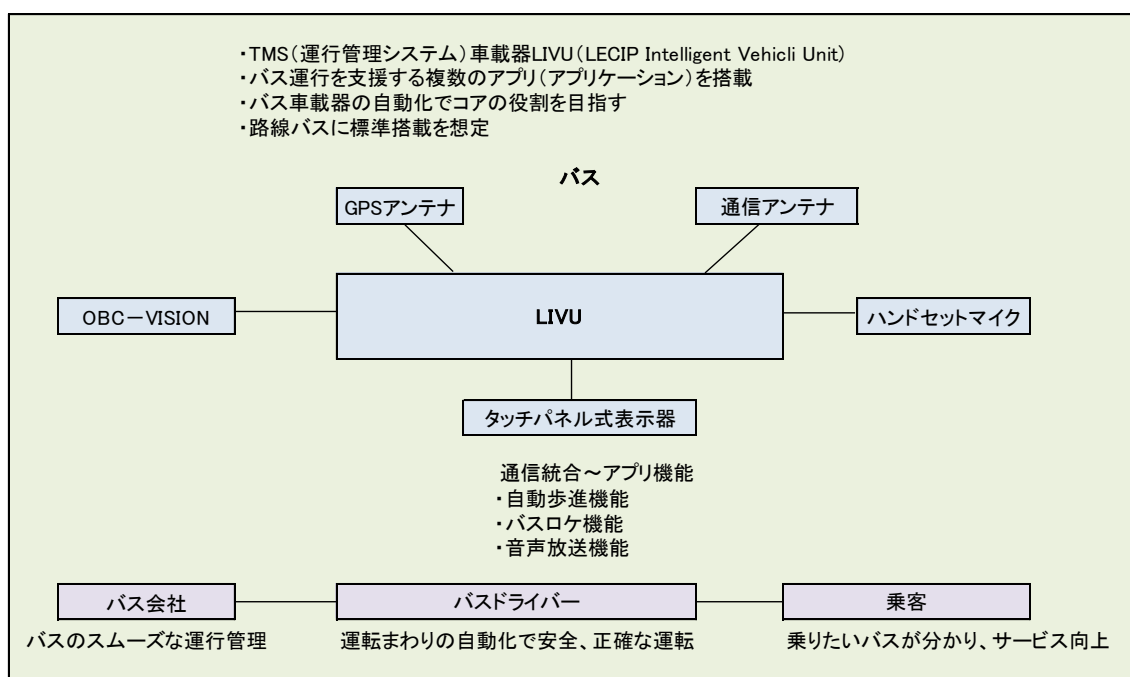 ・TMS(運行管理システム)車載器LIVU(LECIP Intelligent Vehicli Unit)
・バス運行を支援する複数のアプリ(アプリケーション)を搭載
・バス車載器の自動化でコアの役割を目指す
・路線バスに標準搭載を想定
バス
GPSアンテナ
通信アンテナ
OBC－VISION
LIVU
ハンドセットマイク
タッチパネル式表示器
通信統合～アプリ機能
・自動歩進機能
・バスロケ機能
・音声放送機能
バス会社
バスドライバー
乗客
バスのスムーズな運行管理
運転まわりの自動化で安全、正確な運転
乗りたいバスが分かり、サービス向上